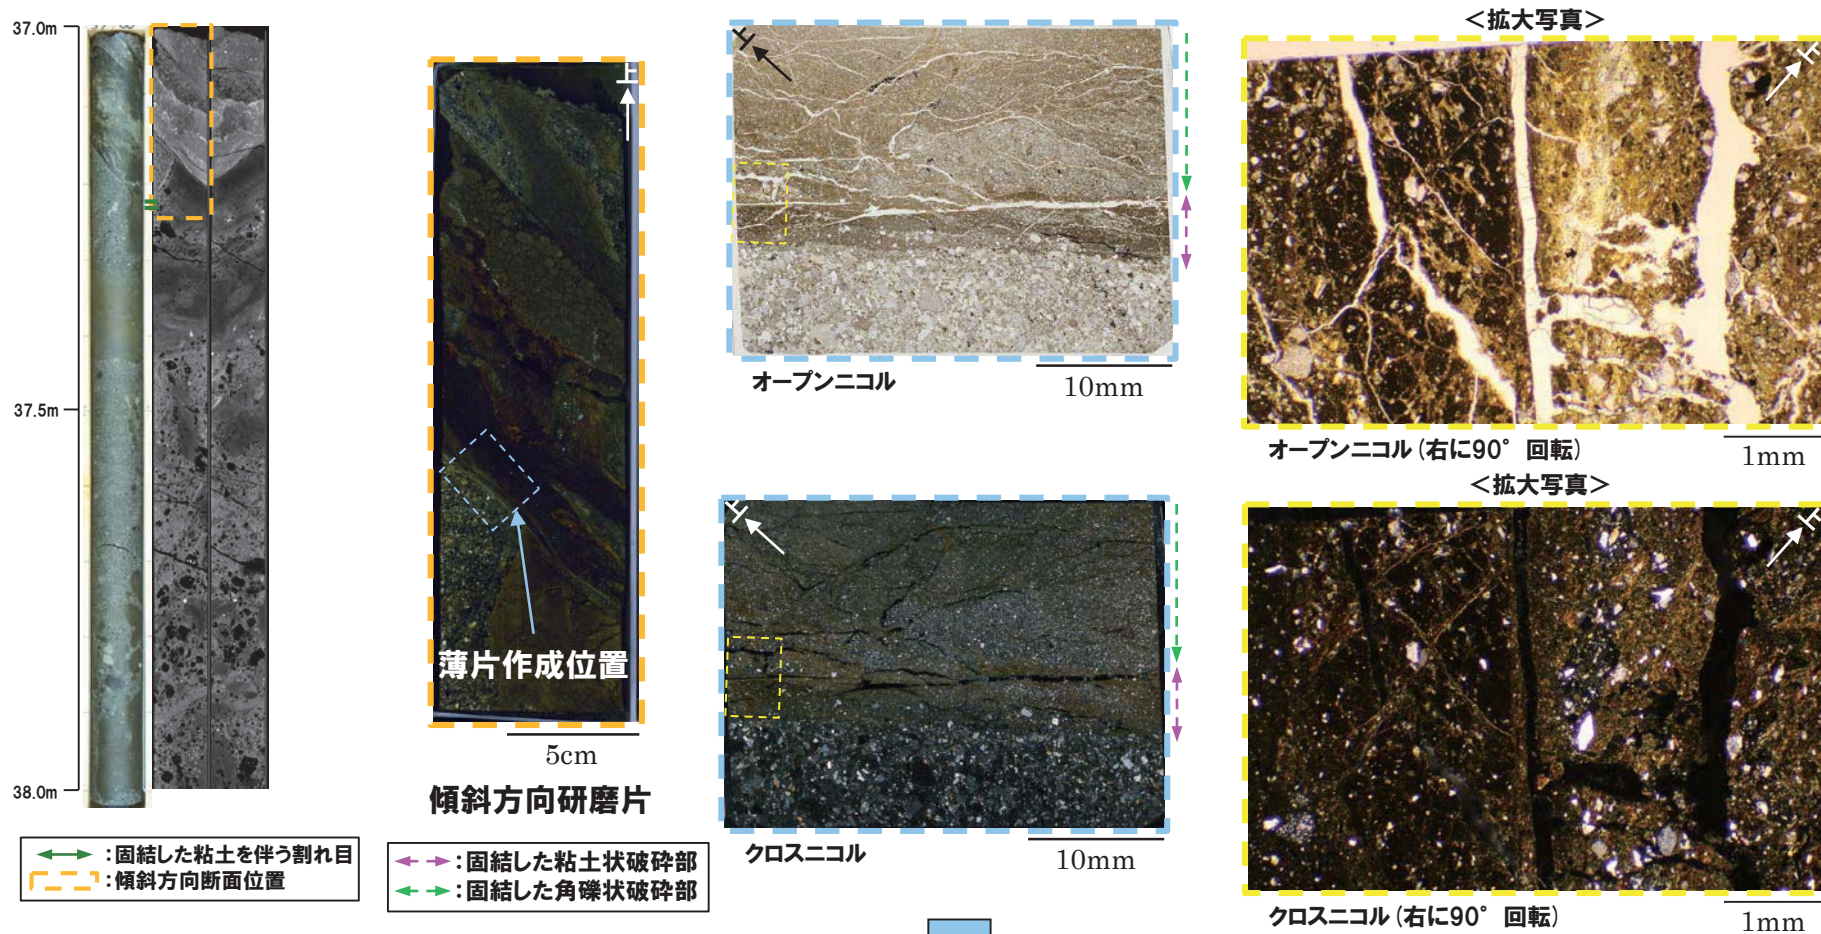 37.0m
37.5m
38.0m
:固結した粘土を伴う割れ目
:傾斜方向断面位置
上
薄片作成位置
5cm
傾斜方向研磨片
:固結した粘土状破砕部
:固結した角礫状破砕部
上
オープンニコル
10mm
上
クロスニコル
10mm
<拡大写真>
上
オープンニコル(右に90° 回転)
1mm
<拡大写真>
上
クロスニコル(右に90° 回転)
1mm